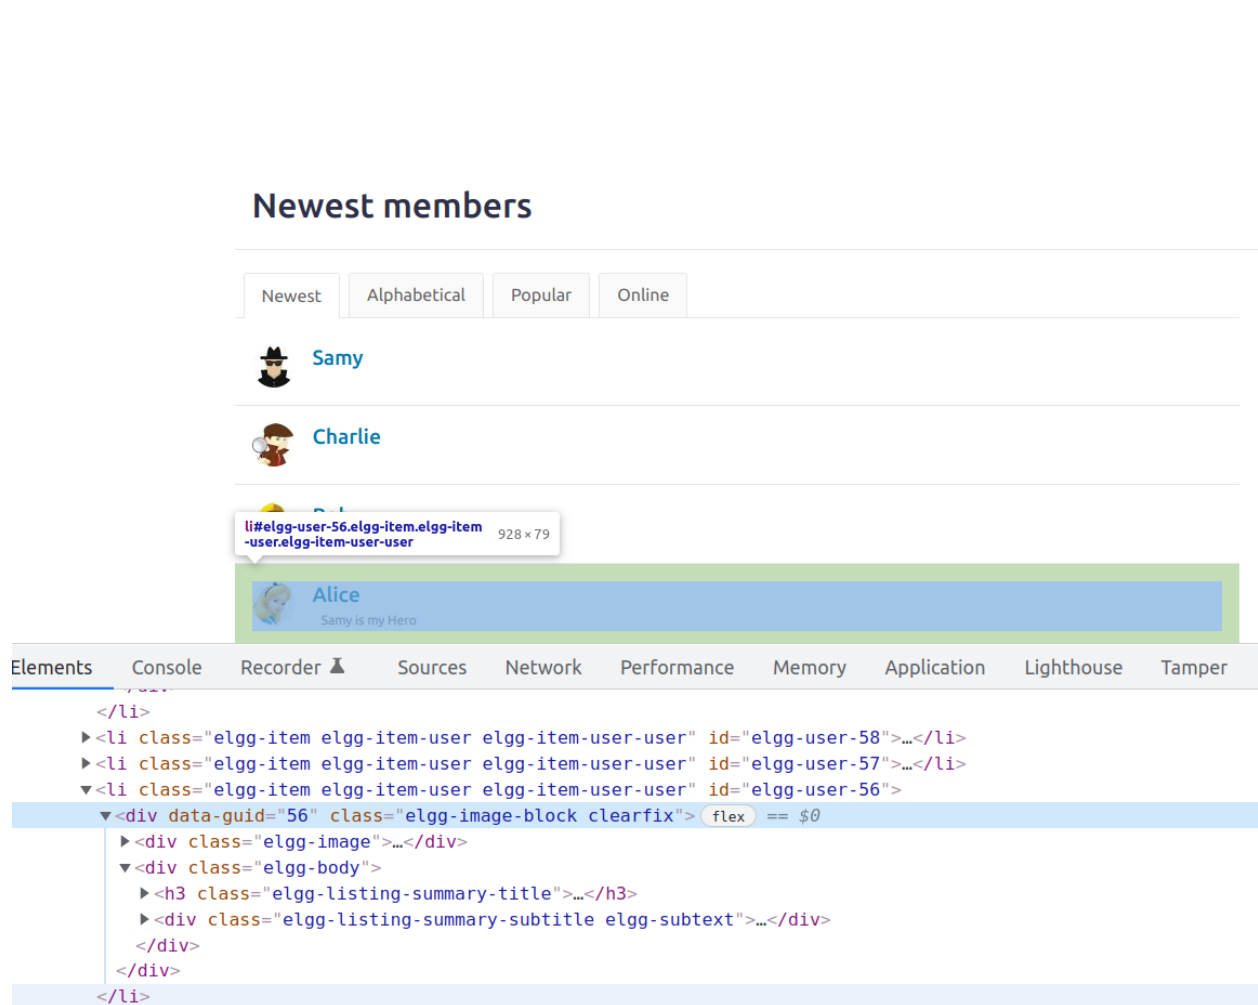 Newest members
Newest Alphabetical Popular Online
Samy
Charlie
li#elgg-user-56.elgg-item.elgg-item
-user.elgg-item-user-user
928 × 79
Alice
Samy is my Hero
Elements Console Recorder Sources Network Performance Memory Application Lighthouse Tamper
</li>
<li class="elgg-item elgg-item-user elgg-item-user-user" id="elgg-user-58">…</li>
<li class="elgg-item elgg-item-user elgg-item-user-user" id="elgg-user-57">…</li>
<li class="elgg-item elgg-item-user elgg-item-user-user" id="elgg-user-56">
<div data-guid="56" class="elgg-image-block clearfix"> flex == $0
<div class="elgg-image">…</div>
<div class="elgg-body">
<h3 class="elgg-listing-summary-title">…</h3>
<div class="elgg-listing-summary-subtitle elgg-subtext">…</div>
</div>
</div>
</li>